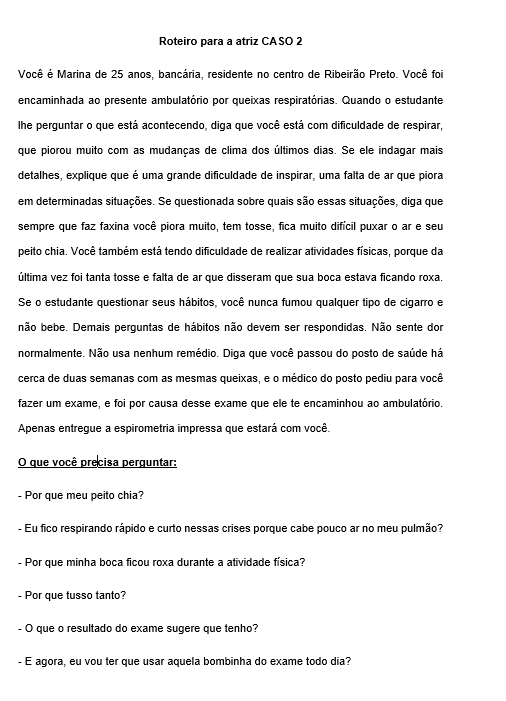 Roteiro para a atriz CASO 2
Você é Marina de 25 anos, bancária, residente no centro de Ribeirão Preto. Você foi
encaminhada ao presente ambulatório por queixas respiratórias. Quando o estudante
lhe perguntar o que está acontecendo, diga que você está com dificuldade de respirar,
que piorou muito com as mudanças de clima dos últimos dias. Se ele indagar mais
detalhes, explique que é uma grande dificuldade de inspirar, uma falta de ar que piora
em determinadas situações. Se questionada sobre quais são essas situações, diga que
sempre que faz faxina você piora muito, tem tosse, fica muito difícil puxar o ar e seu
peito chia. Você também está tendo dificuldade de realizar atividades físicas, porque da
última vez foi tanta tosse e falta de ar que disseram que sua boca estava ficando roxa.
Se o estudante questionar seus hábitos, você nunca fumou qualquer tipo de cigarro e
não bebe. Demais perguntas de hábitos não devem ser respondidas. Não sente dor
normalmente. Não usa nenhum remédio. Diga que você passou do posto de saúde há
cerca de duas semanas com as mesmas queixas, e o médico do posto pediu para você
fazer um exame, e foi por causa desse exame que ele te encaminhou ao ambulatório.
Apenas entregue a espirometria impressa que estará com você.
O que você precisa perguntar:
- Por que meu peito chia?
- Eu fico respirando rápido e curto nessas crises porque cabe pouco ar no meu pulmão?
- Por que minha boca ficou roxa durante a atividade física?
- Por que tusso tanto?
- O que o resultado do exame sugere que tenho?
- E agora, eu vou ter que usar aquela bombinha do exame todo dia?